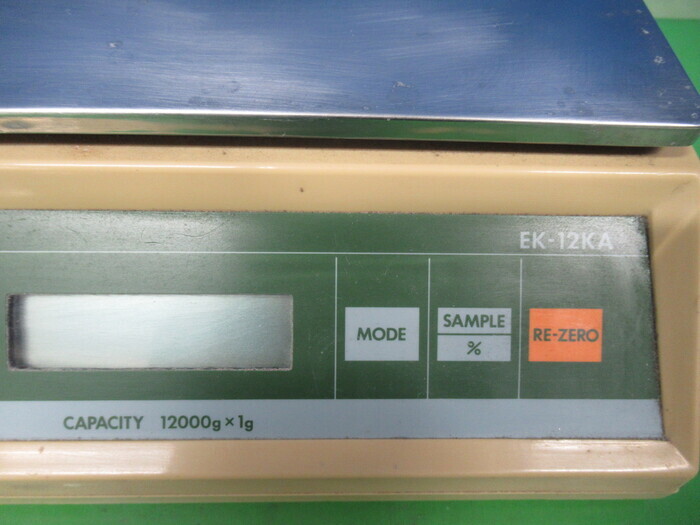 EK-12KA
MODE
SAMPLE
%
RE-ZERO
CAPACITY 12000g×1g